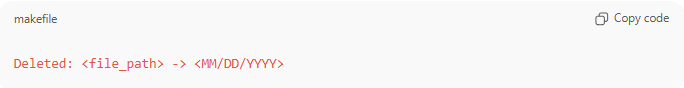 makefile
Copy code
Deleted: <file_path> -> <MM/DD/YYYY>